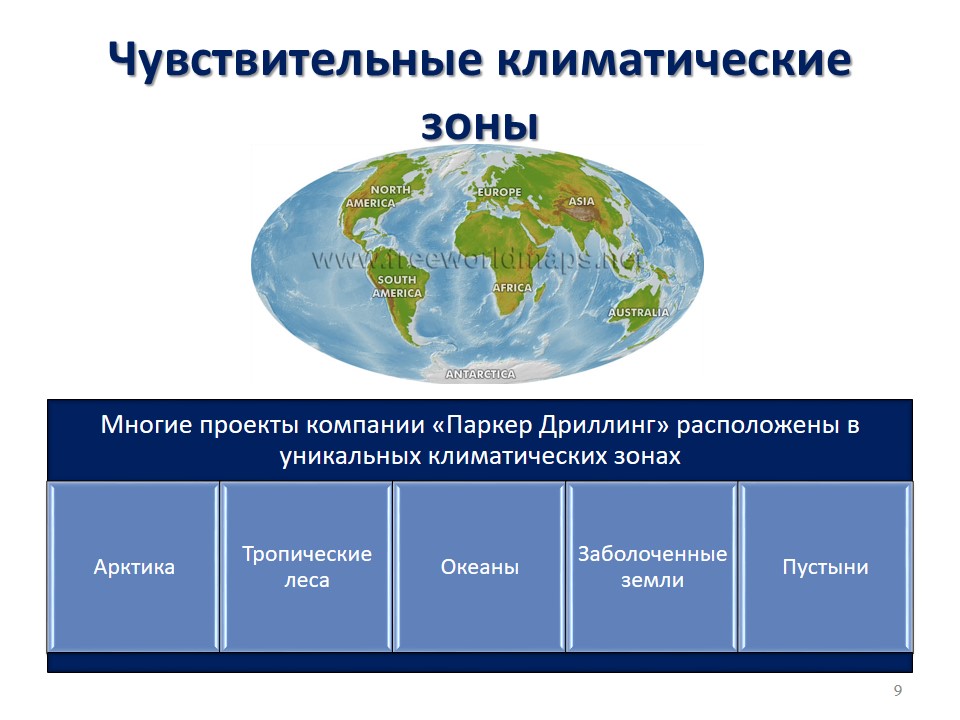 Чувствительные климатические
зоны
NORTH
AMERICA
EUROPE
ASIA
www.freeworldmaps.net
SOUTH
AMERICA
AFRICA
AUSTRALIA
ANTARCTICA
Многие проекты компании «Паркер Дриллинг» расположены в
уникальных климатических зонах
Арктика
Тропические
леса
Океаны
Заболоченные
земли
Пустыни
9